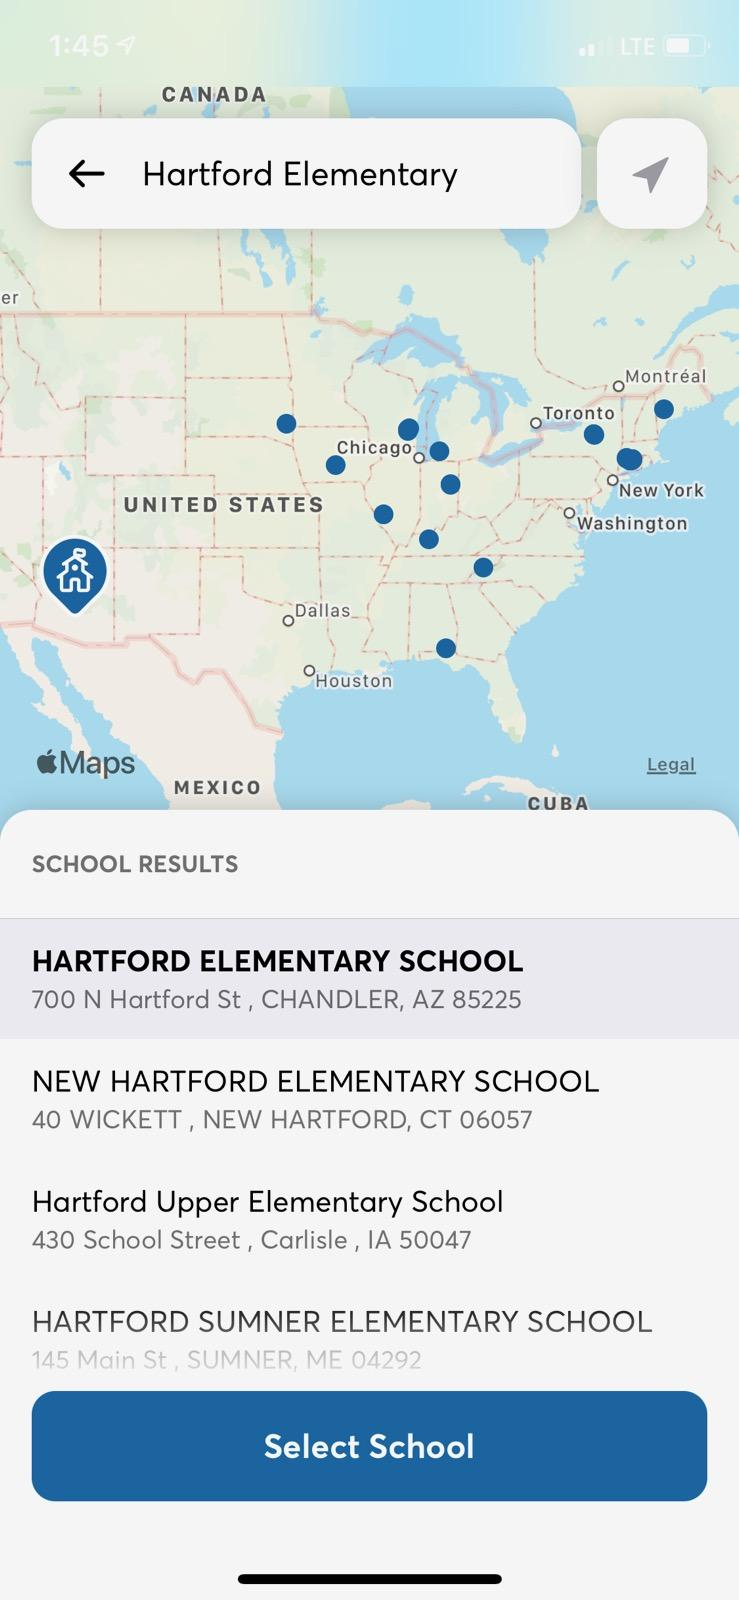 1:45
LTE
CANADA
Hartford Elementary
er
Montréal
Toronto
Chicago
New York
UNITED STATES
Washington
Dallas
Houston
Maps
Legal
MEXICO
CUBA
SCHOOL RESULTS
HARTFORD ELEMENTARY SCHOOL
700 N Hartford St , CHANDLER, AZ 85225
NEW HARTFORD ELEMENTARY SCHOOL
40 WICKETT , NEW HARTFORD, CT 06057
Hartford Upper Elementary School
430 School Street , Carlisle , IA 50047
HARTFORD SUMNER ELEMENTARY SCHOOL
145 Main St , SUMNER, ME 04292
Select School